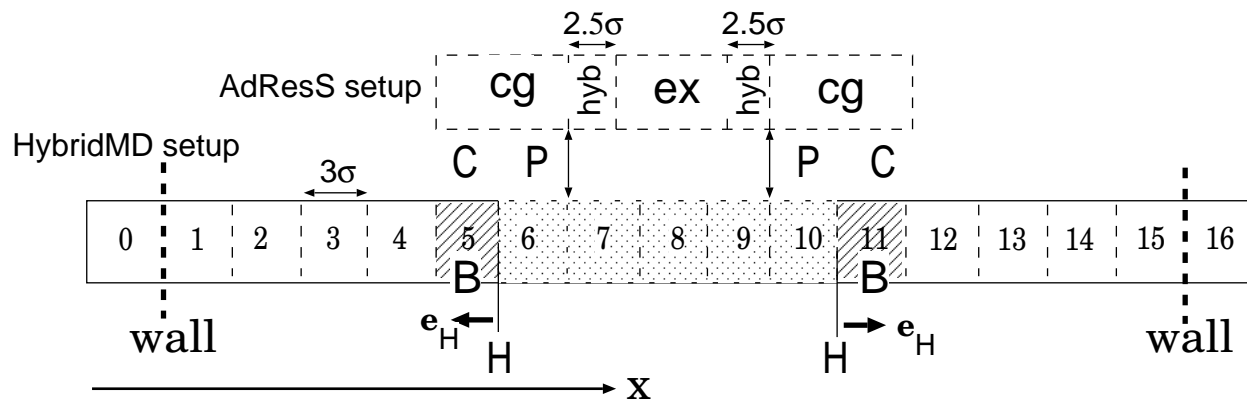 2.5σ 2.5σ
AdResS setup cg hyb ex hyb cg
HybridMD setup C P P C
3σ
0 1 2 3 4 5 6 7 8 9 10 11 12 13 14 15 16
B B
e_H H H e_H
wall wall
x